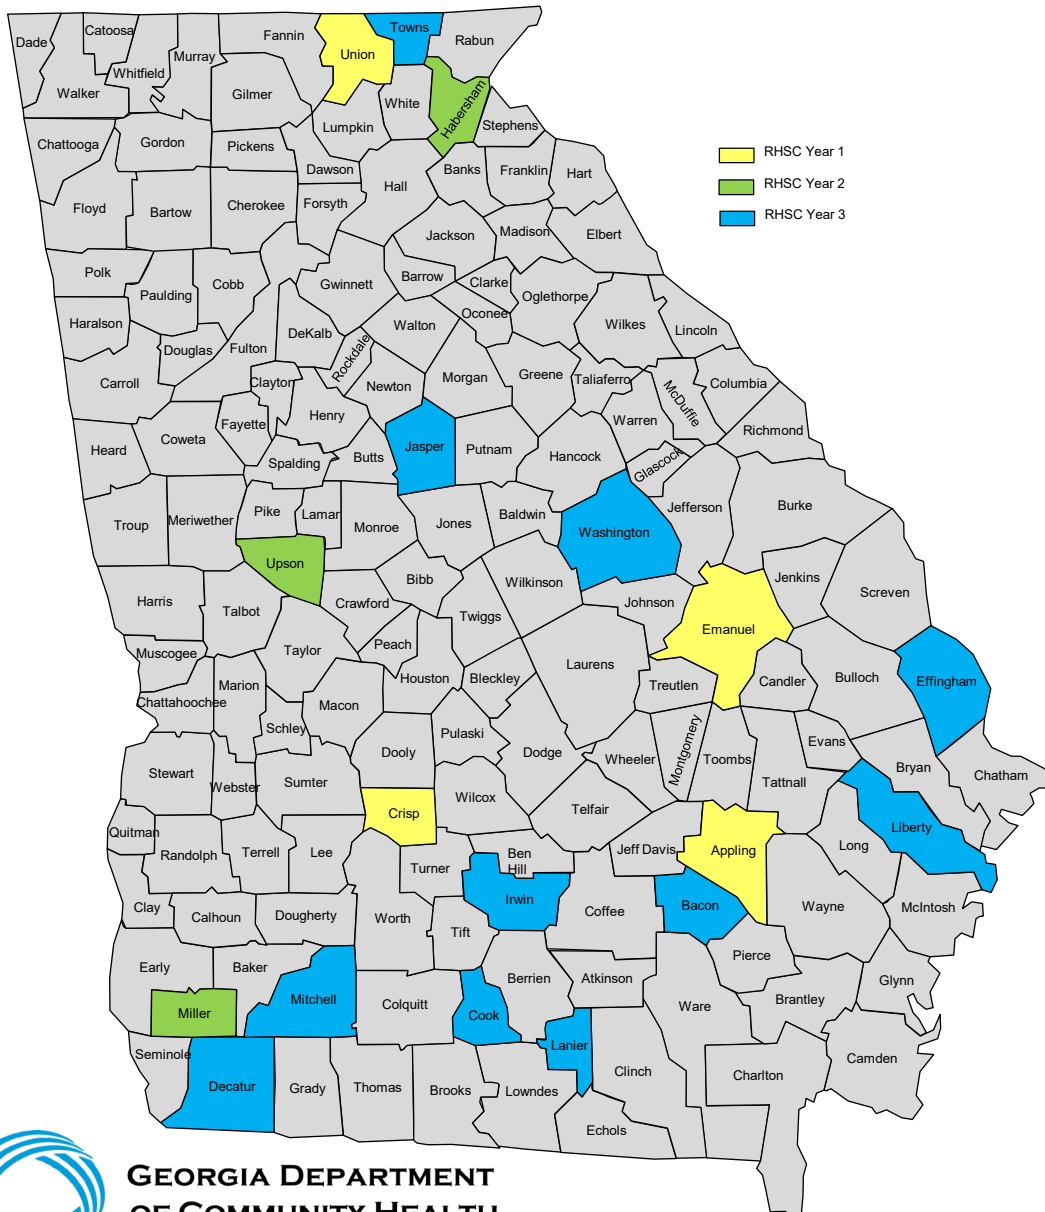 Dade
Catoosa
Whitfield
Murray
Fannin
Union
Towns
Rabun
Walker
Gilmer
White
Habersham
Stephens
Lumpkin
Chattooga
Gordon
Pickens
Dawson
Hall
Banks
Franklin
Hart
RHSC Year 1
RHSC Year 2
RHSC Year 3
Floyd
Bartow
Cherokee
Forsyth
Jackson
Madison
Elbert
Polk
Paulding
Cobb
Gwinnett
Barrow
Clarke
Oconee
Oglethorpe
Wilkes
Lincoln
Haralson
Douglas
Fulton
DeKalb
Rockdale
Walton
Newton
Morgan
Greene
Taliaferro
McDuffie
Columbia
Carroll
Clayton
Henry
Fayette
Coweta
Heard
Spalding
Butts
Jasper
Putnam
Hancock
Warren
Glascock
Richmond
Troup
Meriwether
Pike
Lamar
Monroe
Jones
Baldwin
Washington
Jefferson
Burke
Upson
Harris
Talbot
Crawford
Bibb
Twiggs
Wilkinson
Johnson
Emanuel
Jenkins
Screven
Muscogee
Chattahoochee
Marion
Taylor
Peach
Houston
Bleckley
Laurens
Treutlen
Candler
Bulloch
Effingham
Macon
Schley
Stewart
Webster
Sumter
Dooly
Pulaski
Dodge
Wheeler
Montgomery
Toombs
Tattnall
Evans
Bryan
Chatham
Quitman
Randolph
Terrell
Lee
Crisp
Wilcox
Telfair
Jeff Davis
Appling
Long
Liberty
Turner
Ben
Hill
Irwin
Coffee
Bacon
Wayne
McIntosh
Clay
Calhoun
Dougherty
Worth
Tift
Early
Baker
Mitchell
Colquitt
Cook
Berrien
Atkinson
Pierce
Ware
Brantley
Glynn
Miller
Seminole
Decatur
Grady
Thomas
Brooks
Lowndes
Lanier
Clinch
Echols
Charlton
Camden
GEORGIA DEPARTMENT
OF COMMUNITY HEALTH